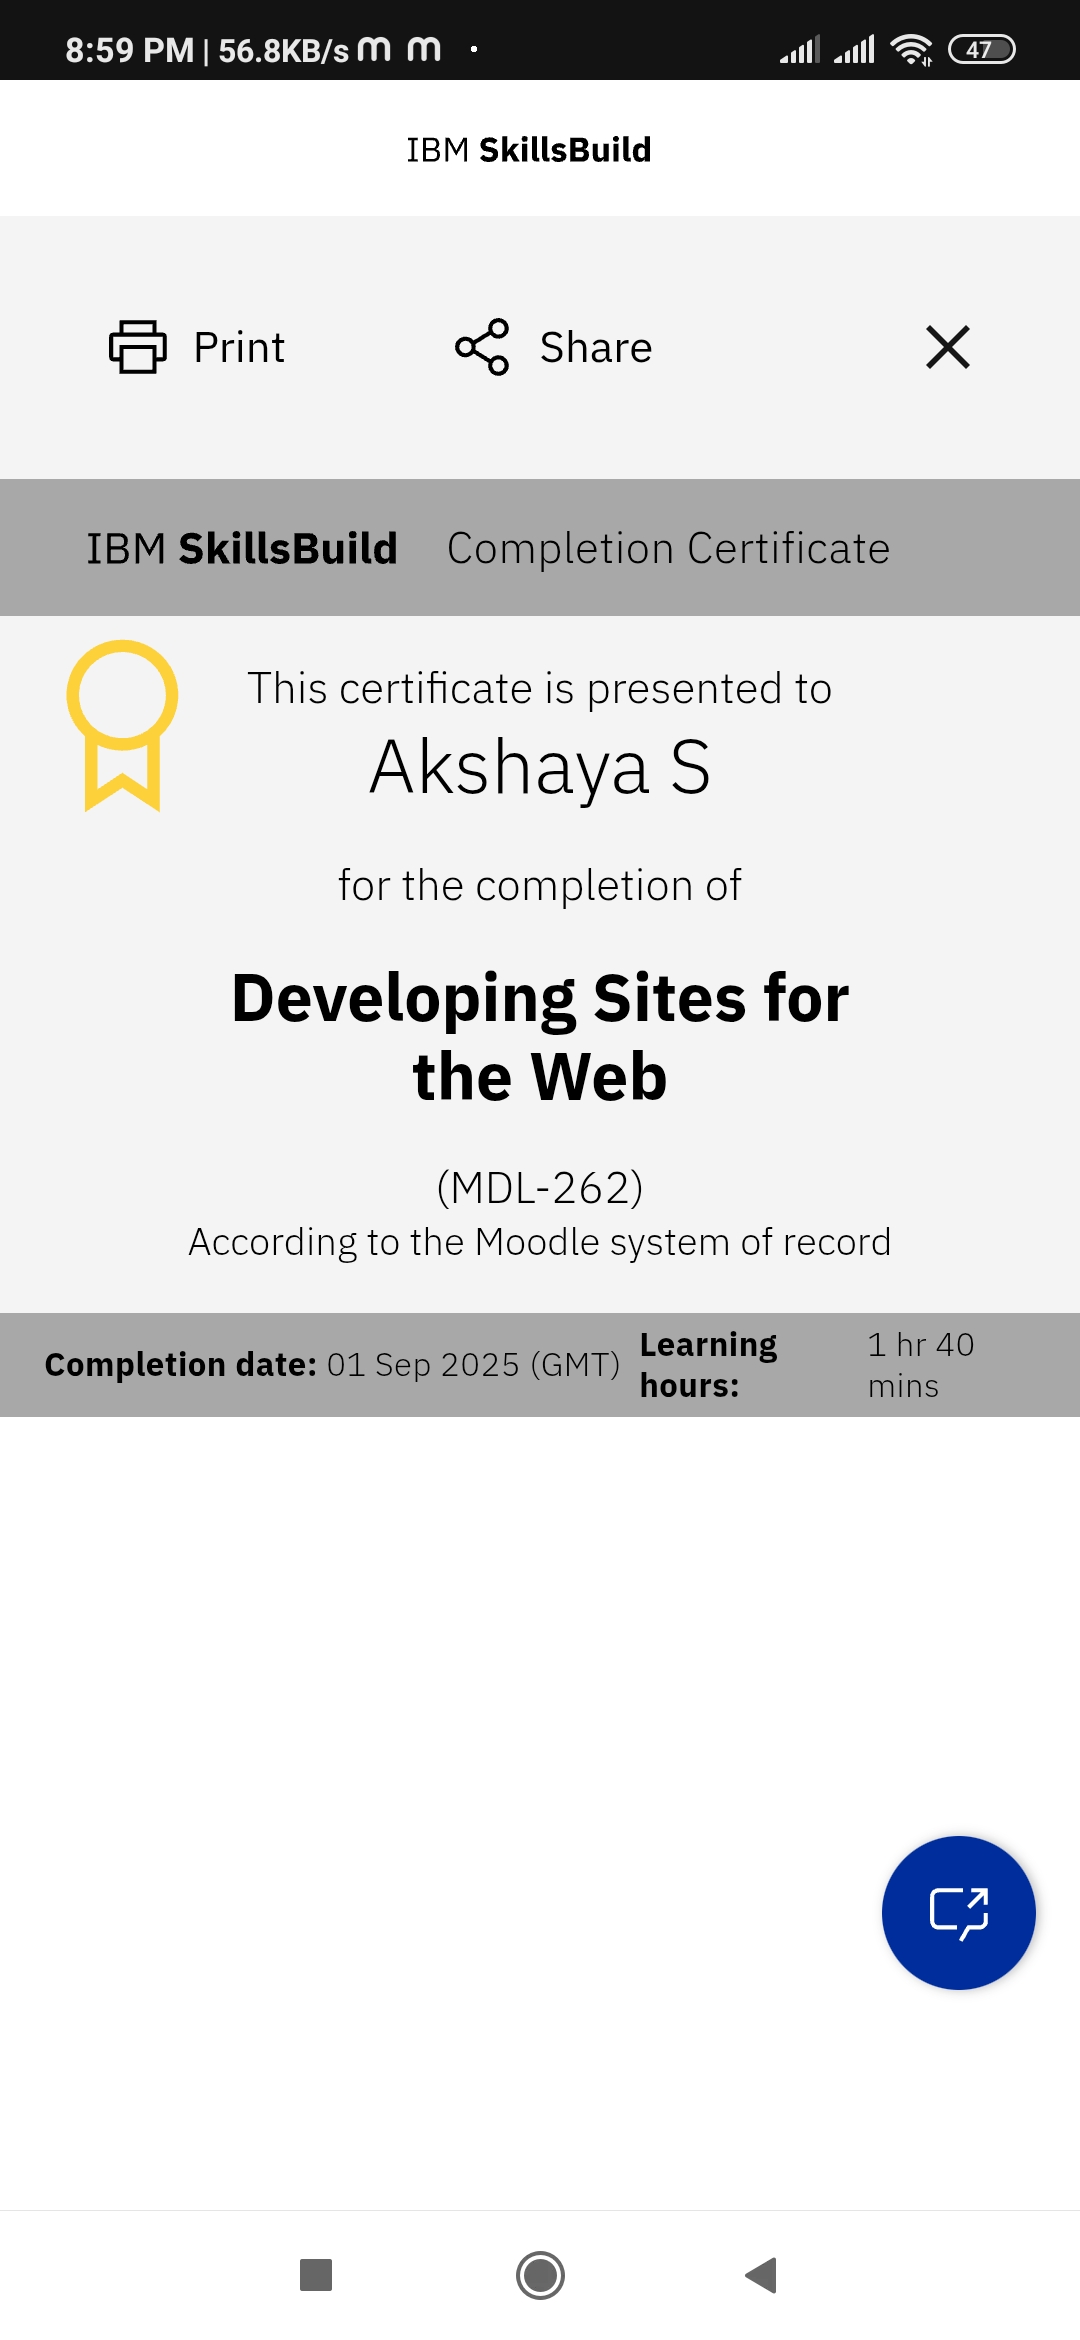 8:59 PM | 56.8KB/s m m
47
IBM SkillsBuild
Print
Share
IBM SkillsBuild Completion Certificate
This certificate is presented to
Akshaya S
for the completion of
Developing Sites for
the Web
(MDL-262)
According to the Moodle system of record
Completion date: 01 Sep 2025 (GMT)
Learning
hours:
1 hr 40
mins